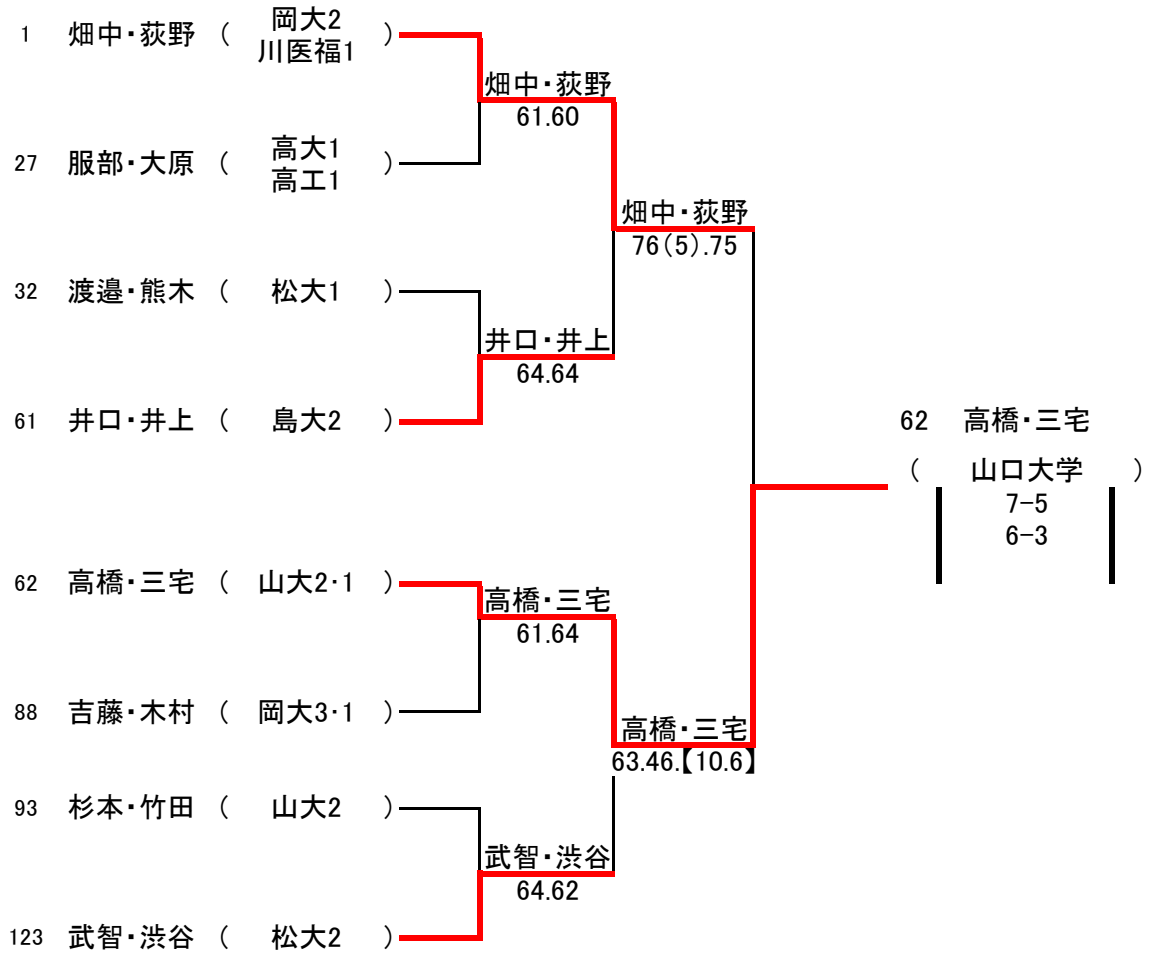 1 畑中・荻野 ( 岡大2 川医福1 )
畑中・荻野
61.60
27 服部・大原 ( 高大1 高工1 )
畑中・荻野
76(5).75
32 渡邉・熊木 ( 松大1 )
井口・井上
64.64
61 井口・井上 ( 島大2 )
62 高橋・三宅
( 山口大学 )
7-5
6-3
62 高橋・三宅 ( 山大2・1 )
高橋・三宅
61.64
88 吉藤・木村 ( 岡大3・1 )
高橋・三宅
63.46.【10.6】
93 杉本・竹田 ( 山大2 )
武智・渋谷
64.62
123 武智・渋谷 ( 松大2 )